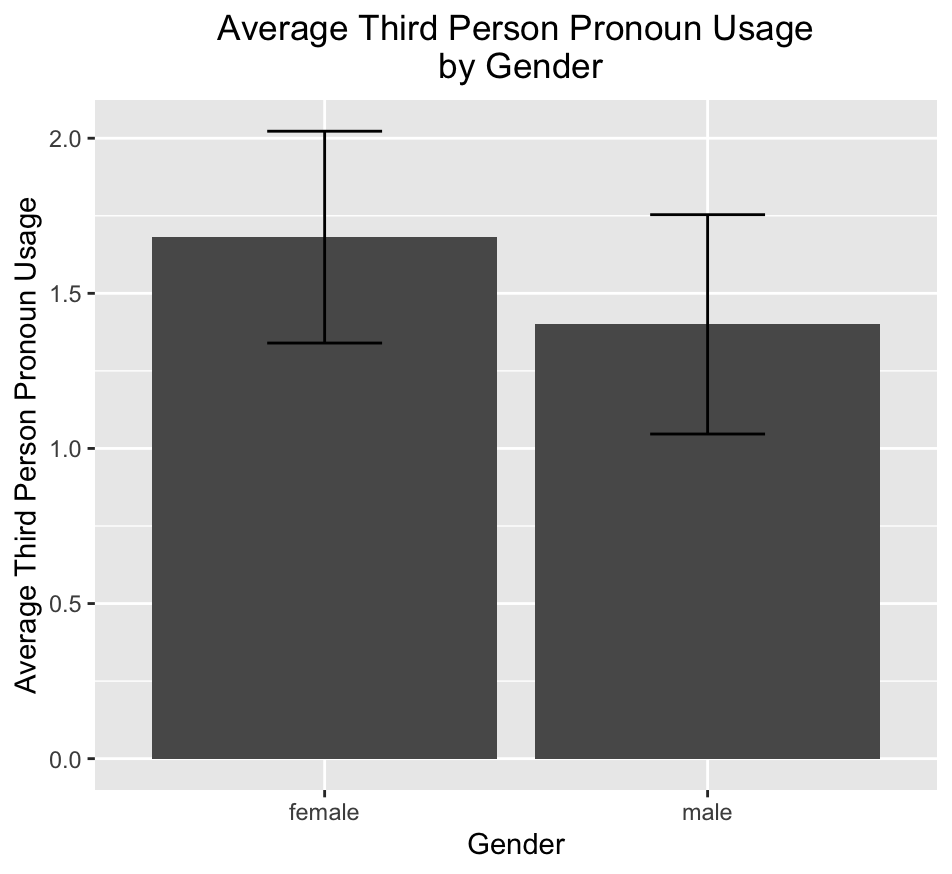 Average Third Person Pronoun Usage
by Gender
Average Third Person Pronoun Usage
2.0
1.5
1.0
0.5
0.0
female
male
Gender